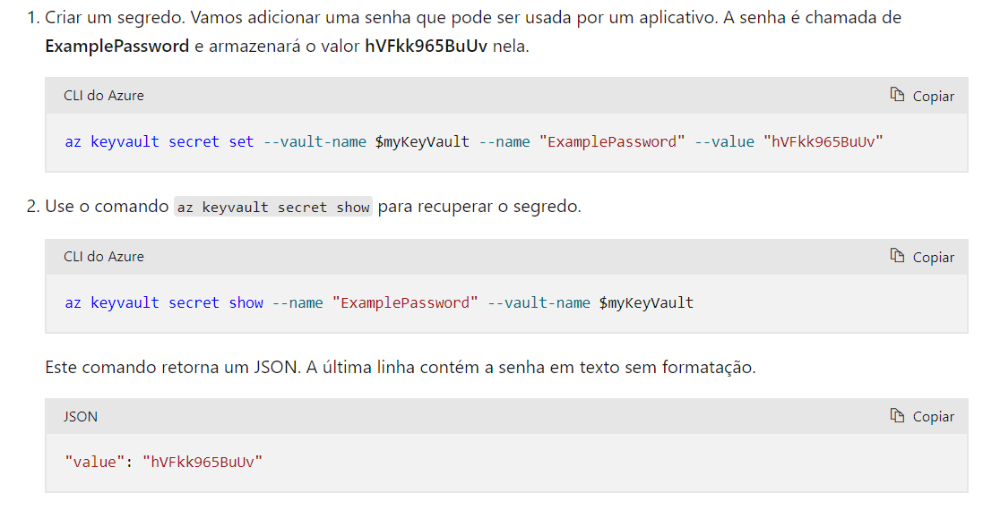 1. Criar um segredo. Vamos adicionar uma senha que pode ser usada por um aplicativo. A senha é chamada de
ExamplePassword e armazenará o valor hVFkk965BuUv nela.
CLI do Azure
Copiar
az keyvault secret set --vault-name $myKeyVault --name "ExamplePassword" --value "hVFkk965BuUv"
2. Use o comando az keyvault secret show para recuperar o segredo.
CLI do Azure
Copiar
az keyvault secret show --name "ExamplePassword" --vault-name $myKeyVault
Este comando retorna um JSON. A última linha contém a senha em texto sem formatação.
JSON
Copiar
"value": "hVFkk965BuUv"